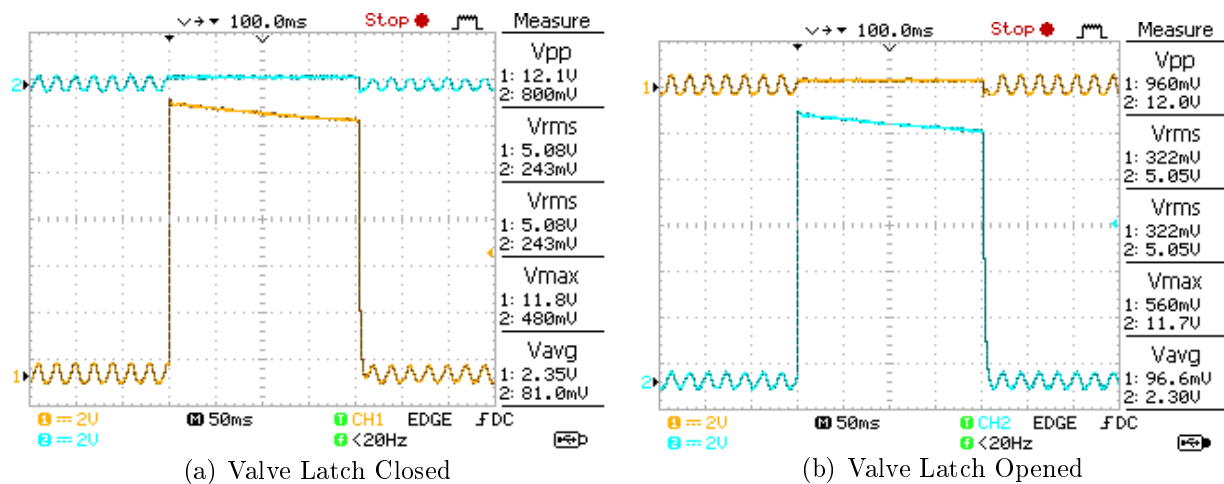 100.0ms Stop Measure
2
1
Vpp
1: 12.1V
2: 800mV
Vrms
1: 5.08V
2: 243mV
Vrms
1: 5.08V
2: 243mV
Vmax
1: 11.8V
2: 480mV
Vavg
1: 2.35V
2: 81.0mV
1 2V M 50ms T CH1 EDGE DC
2 2V f <20Hz
(a) Valve Latch Closed
100.0ms Stop Measure
1
2
Vpp
1: 960mV
2: 12.0V
Vrms
1: 322mV
2: 5.05V
Vrms
1: 322mV
2: 5.05V
Vmax
1: 560mV
2: 11.7V
Vavg
1: 96.6mV
2: 2.30V
1 2V M 50ms T CH2 EDGE DC
2 2V f <20Hz
(b) Valve Latch Opened